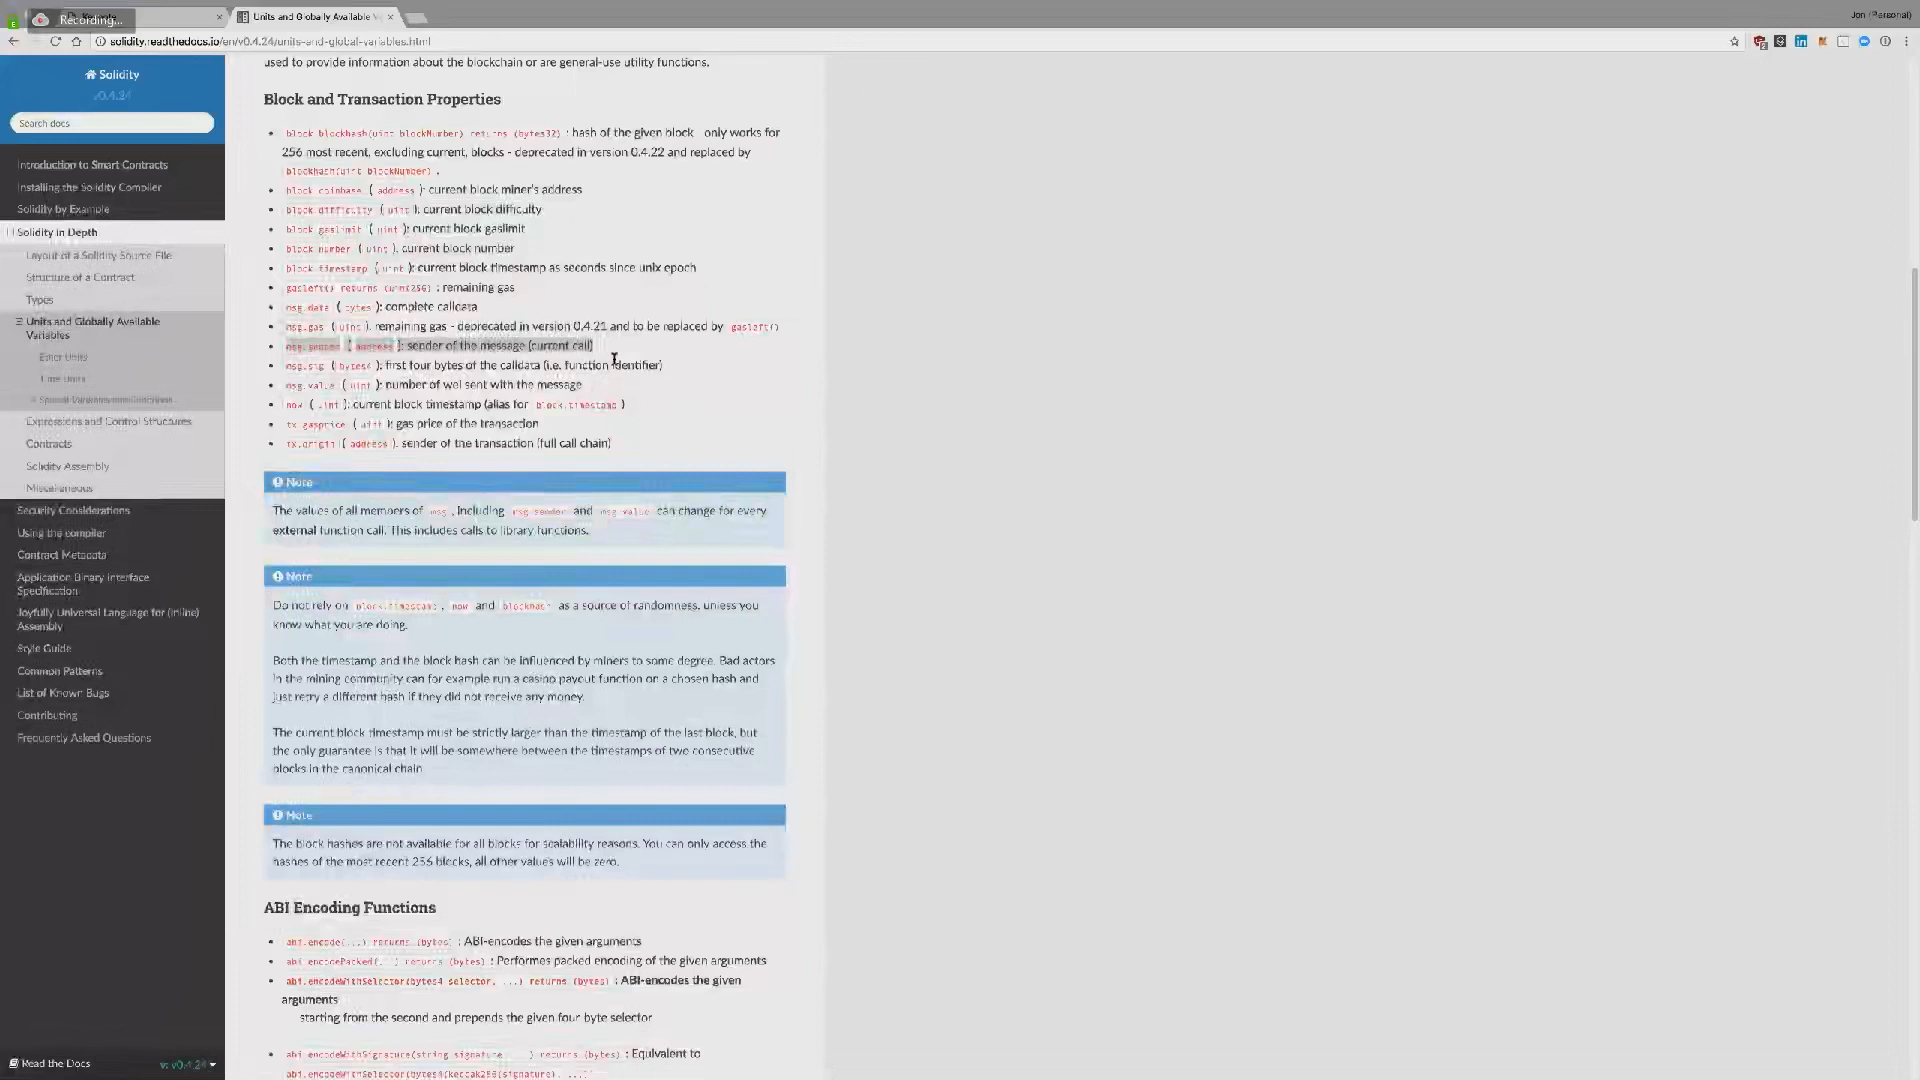 Recording...
Units and Globally Available V
Jon (Personal)
solidity.readthedocs.io/en/v0.4.24/units-and-global-variables.html
Solidity
v0.4.24
Search docs
Introduction to Smart Contracts
Installing the Solidity Compiler
Solidity by Example
Solidity in Depth
Layout of a Solidity Source File
Structure of a Contract
Types
Units and Globally Available
Variables
Ether Units
Time Units
Special Variables and Functions
Expressions and Control Structures
Contracts
Solidity Assembly
Miscellaneous
Security Considerations
Using the compiler
Contract Metadata
Application Binary Interface
Specification
Joyfully Universal Language for (Inline)
Assembly
Style Guide
Common Patterns
List of Known Bugs
Contributing
Frequently Asked Questions
Read the Docs
v: v0.4.24
used to provide information about the blockchain or are general-use utility functions.
Block and Transaction Properties
block.blockhash(uint blockNumber) returns (bytes32) : hash of the given block - only works for
256 most recent, excluding current, blocks - deprecated in version 0.4.22 and replaced by
blockhash(uint blockNumber) .
block.coinbase ( address ): current block miner's address
block.difficulty ( uint ): current block difficulty
block.gaslimit ( uint ): current block gaslimit
block.number ( uint ): current block number
block.timestamp ( uint ): current block timestamp as seconds since unix epoch
gasleft() returns (uint256) : remaining gas
msg.data ( bytes ): complete calldata
msg.gas ( uint ): remaining gas - deprecated in version 0.4.21 and to be replaced by gasleft()
msg.sender ( address ): sender of the message (current call)
msg.sig ( bytes4 ): first four bytes of the calldata (i.e. function identifier)
msg.value ( uint ): number of wei sent with the message
now ( uint ): current block timestamp (alias for block.timestamp )
tx.gasprice ( uint ): gas price of the transaction
tx.origin ( address ): sender of the transaction (full call chain)
Note
The values of all members of msg , including msg.sender and msg.value can change for every
external function call. This includes calls to library functions.
Note
Do not rely on block.timestamp , now and blockhash as a source of randomness, unless you
know what you are doing.
Both the timestamp and the block hash can be influenced by miners to some degree. Bad actors
in the mining community can for example run a casino payout function on a chosen hash and
just retry a different hash if they did not receive any money.
The current block timestamp must be strictly larger than the timestamp of the last block, but
the only guarantee is that it will be somewhere between the timestamps of two consecutive
blocks in the canonical chain.
Note
The block hashes are not available for all blocks for scalability reasons. You can only access the
hashes of the most recent 256 blocks, all other values will be zero.
ABI Encoding Functions
abi.encode(...) returns (bytes) : ABI-encodes the given arguments
abi.encodePacked(...) returns (bytes) : Performes packed encoding of the given arguments
abi.encodeWithSelector(bytes4 selector, ...) returns (bytes) : ABI-encodes the given
arguments
starting from the second and prepends the given four-byte selector
abi.encodeWithSignature(string signature, ...) returns (bytes) : Equivalent to
abi.encodeWithSelector(bytes4(keccak256(signature), ...)